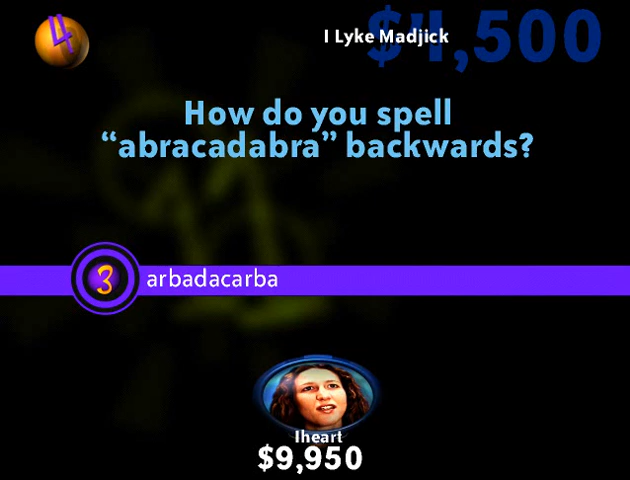 4
I Lyke Madjick
$1,500
How do you spell
“abracadabra” backwards?
3 arbadacarba
Iheart
$9,950